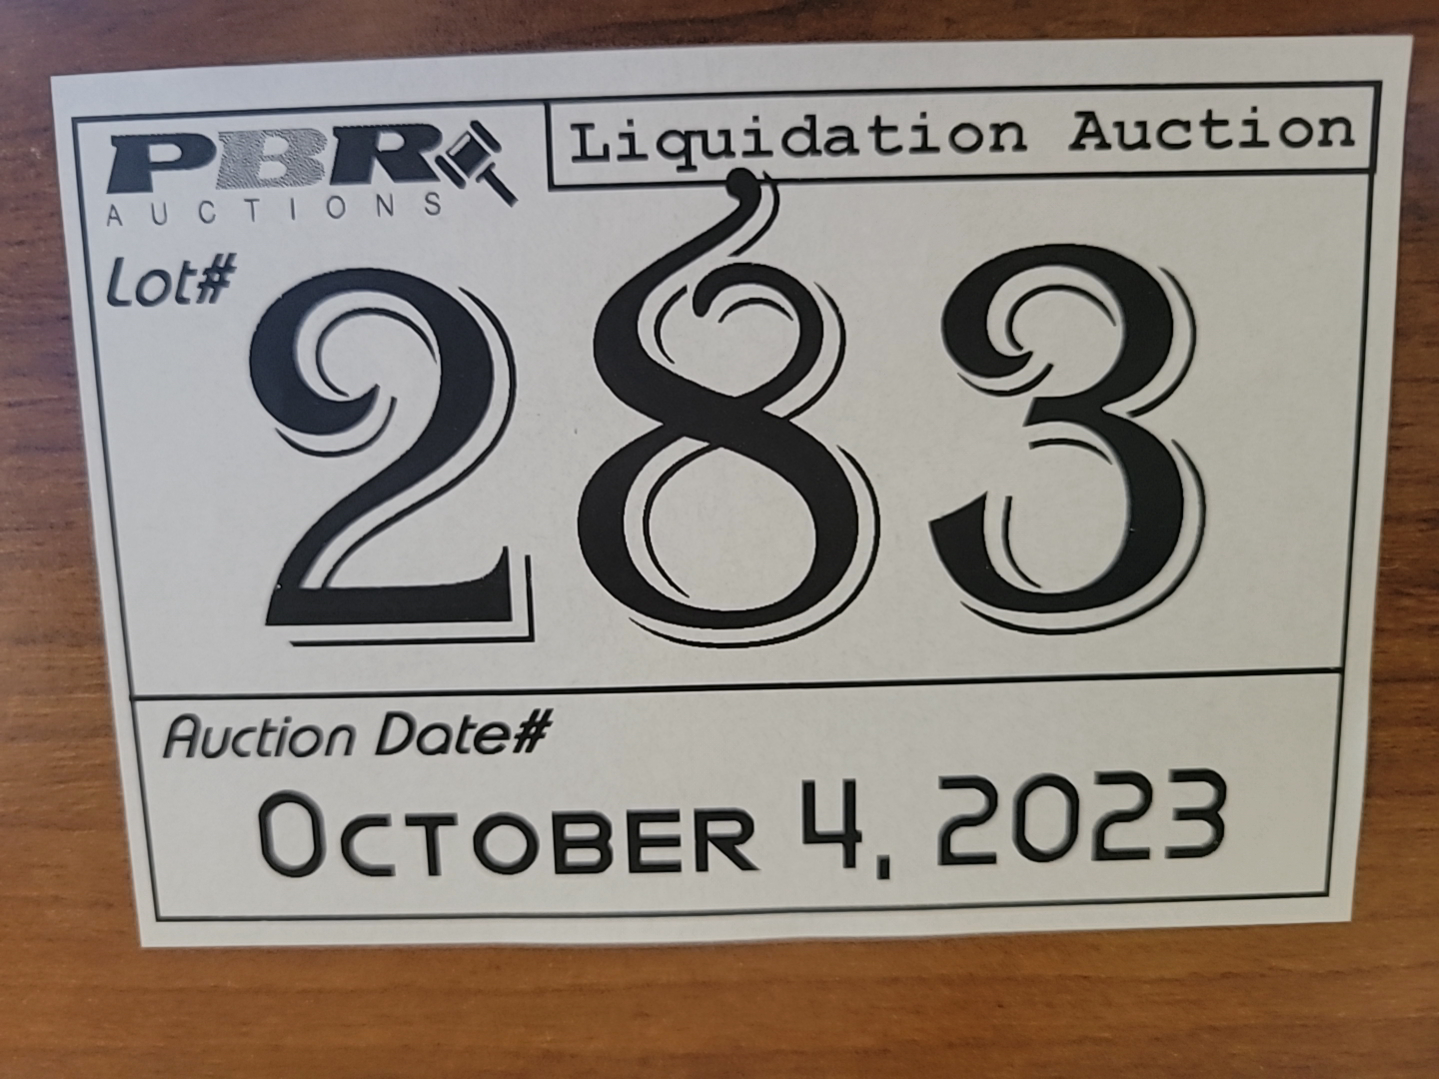 PBR
AUCTIONS
Liquidation Auction
Lot#
283
Auction Date#
October 4, 2023